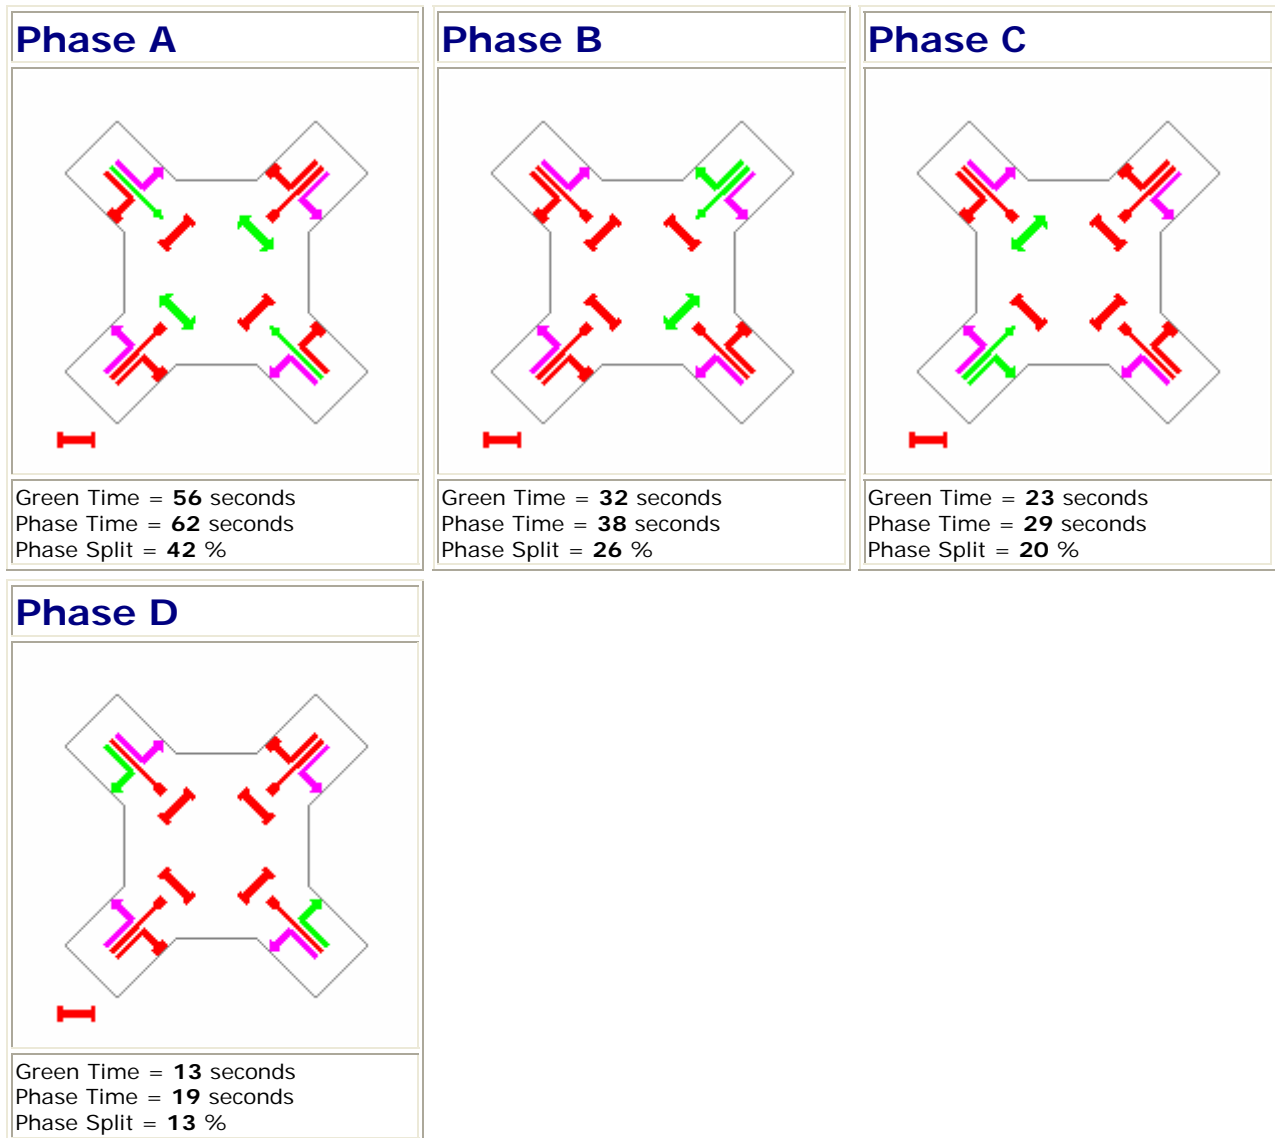 Phase A
Phase B
Phase C
Green Time = 56 seconds
Phase Time = 62 seconds
Phase Split = 42 %
Green Time = 32 seconds
Phase Time = 38 seconds
Phase Split = 26 %
Green Time = 23 seconds
Phase Time = 29 seconds
Phase Split = 20 %
Phase D
Green Time = 13 seconds
Phase Time = 19 seconds
Phase Split = 13 %